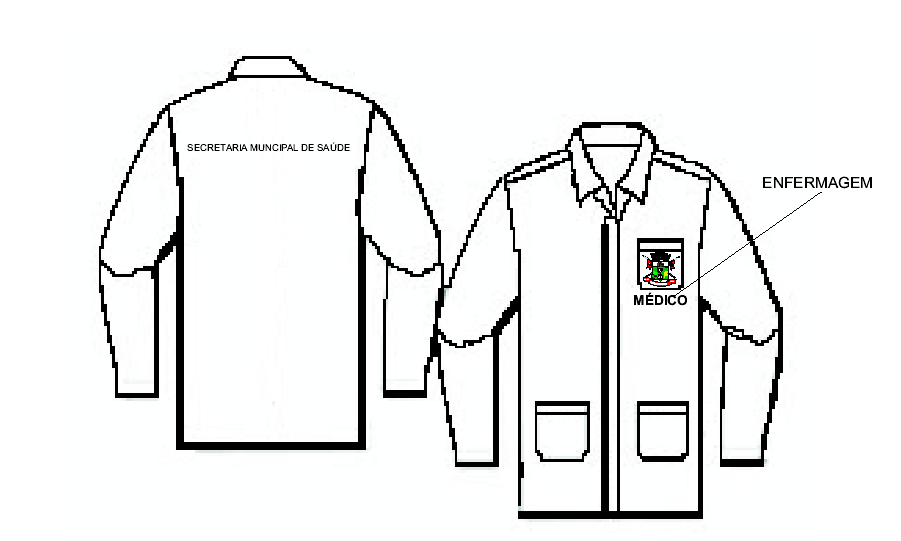 SECRETARIA MUNCIPAL DE SAÚDE
ENFERMAGEM
MÉDICO